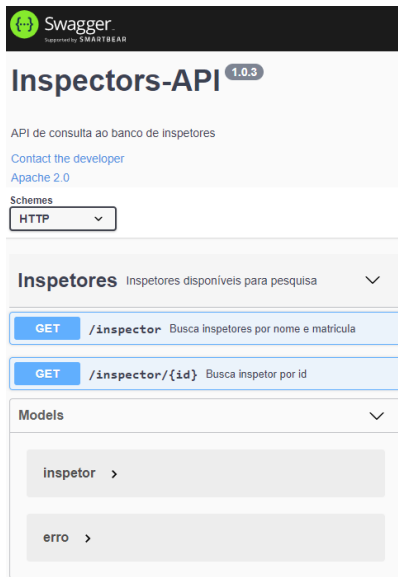 {···} Swagger
Supported by SMARTBEAR
Inspectors-API 1.0.3
API de consulta ao banco de inspetores
Contact the developer
Apache 2.0
Schemes
HTTP
Inspetores Inspetores disponíveis para pesquisa
GET /inspector Busca inspetores por nome e matricula
GET /inspector/{id} Busca inspetor por id
Models
inspetor
erro